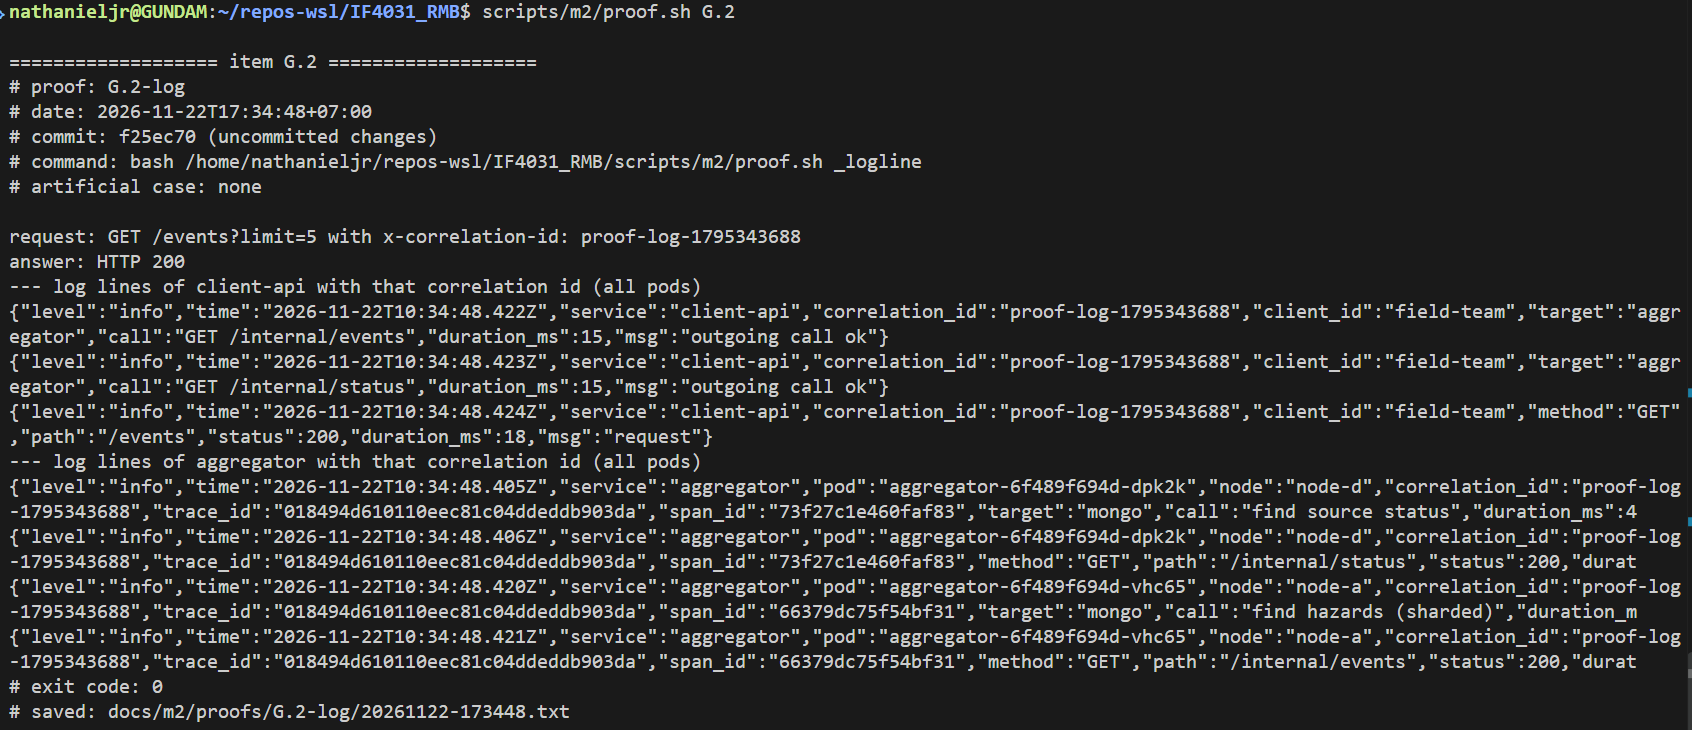 nathanieljr@GUNDAM:~/repos-wsl/IF4031_RMB$ scripts/m2/proof.sh G.2
=================== item G.2 ===================
# proof: G.2-log
# date: 2026-11-22T17:34:48+07:00
# commit: f25ec70 (uncommitted changes)
# command: bash /home/nathanieljr/repos-wsl/IF4031_RMB/scripts/m2/proof.sh _logline
# artificial case: none
request: GET /events?limit=5 with x-correlation-id: proof-log-1795343688
answer: HTTP 200
--- log lines of client-api with that correlation id (all pods)
{"level":"info","time":"2026-11-22T10:34:48.422Z","service":"client-api","correlation_id":"proof-log-1795343688","client_id":"field-team","target":"aggr
egator","call":"GET /internal/events","duration_ms":15,"msg":"outgoing call ok"}
{"level":"info","time":"2026-11-22T10:34:48.423Z","service":"client-api","correlation_id":"proof-log-1795343688","client_id":"field-team","target":"aggr
egator","call":"GET /internal/status","duration_ms":15,"msg":"outgoing call ok"}
{"level":"info","time":"2026-11-22T10:34:48.424Z","service":"client-api","correlation_id":"proof-log-1795343688","client_id":"field-team","method":"GET"
,"path":"/events","status":200,"duration_ms":18,"msg":"request"}
--- log lines of aggregator with that correlation id (all pods)
{"level":"info","time":"2026-11-22T10:34:48.405Z","service":"aggregator","pod":"aggregator-6f489f694d-dpk2k","node":"node-d","correlation_id":"proof-log
-1795343688","trace_id":"018494d610110eec81c04ddeddb903da","span_id":"73f27c1e460faf83","target":"mongo","call":"find source status","duration_ms":4
{"level":"info","time":"2026-11-22T10:34:48.406Z","service":"aggregator","pod":"aggregator-6f489f694d-dpk2k","node":"node-d","correlation_id":"proof-log
-1795343688","trace_id":"018494d610110eec81c04ddeddb903da","span_id":"73f27c1e460faf83","method":"GET","path":"/internal/status","status":200,"durat
{"level":"info","time":"2026-11-22T10:34:48.420Z","service":"aggregator","pod":"aggregator-6f489f694d-vhc65","node":"node-a","correlation_id":"proof-log
-1795343688","trace_id":"018494d610110eec81c04ddeddb903da","span_id":"66379dc75f54bf31","target":"mongo","call":"find hazards (sharded)","duration_m
{"level":"info","time":"2026-11-22T10:34:48.421Z","service":"aggregator","pod":"aggregator-6f489f694d-vhc65","node":"node-a","correlation_id":"proof-log
-1795343688","trace_id":"018494d610110eec81c04ddeddb903da","span_id":"66379dc75f54bf31","method":"GET","path":"/internal/events","status":200,"durat
# exit code: 0
# saved: docs/m2/proofs/G.2-log/20261122-173448.txt